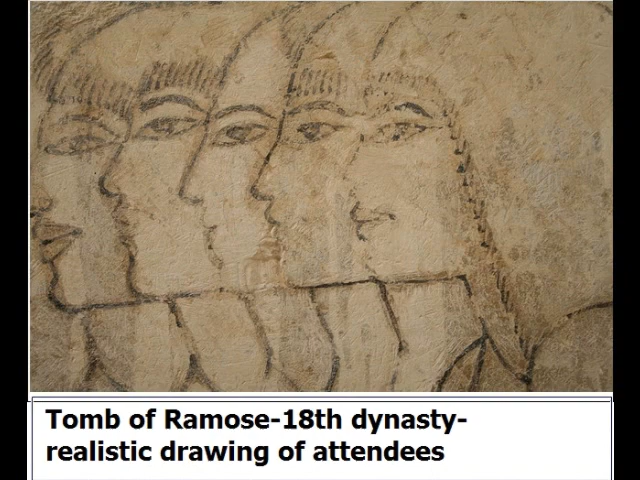 Tomb of Ramose-18th dynasty-
realistic drawing of attendees